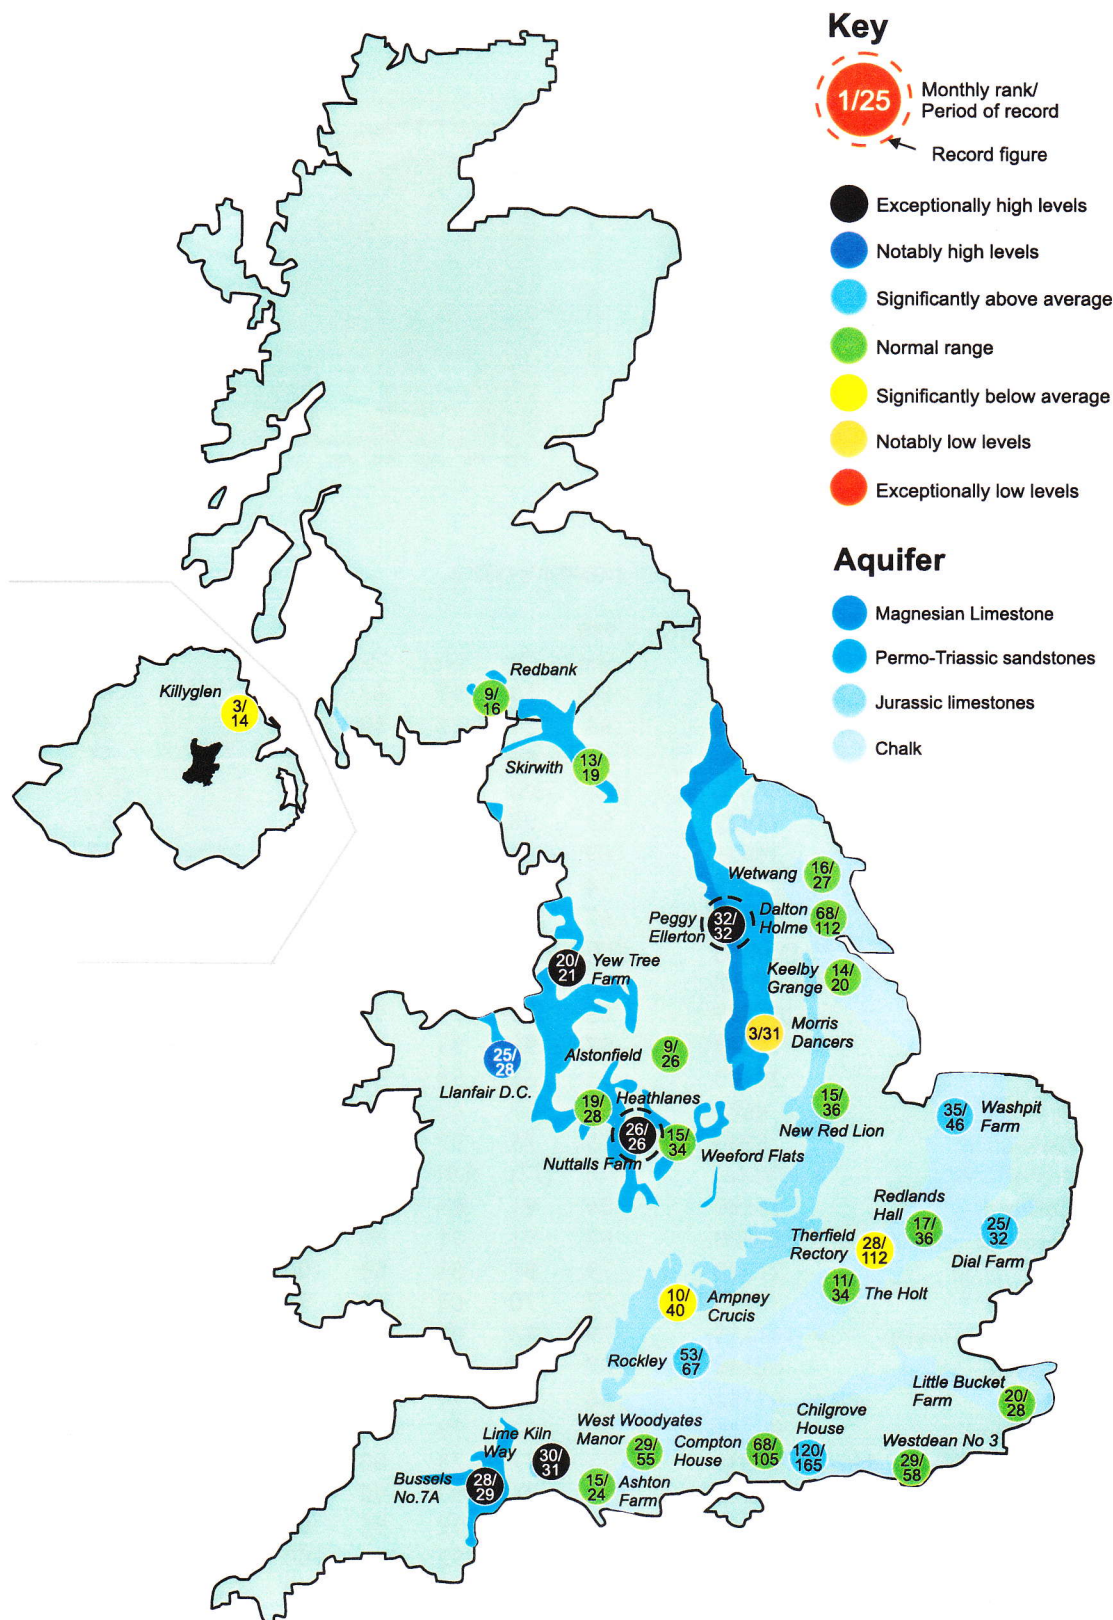 Key
1/25
Monthly rank/
Period of record
Record figure
Exceptionally high levels
Notably high levels
Significantly above average
Normal range
Significantly below average
Notably low levels
Exceptionally low levels
Aquifer
Magnesian Limestone
Permo-Triassic sandstones
Jurassic limestones
Chalk
Killyglen
3/
14
Redbank
9/
16
Skirwith
13/
19
Wetwang
16/
27
Peggy
Ellerton
32/
32
Dalton
Holme
68/
112
Yew Tree
Farm
20/
21
Keelby
Grange
14/
20
Morris
Dancers
3/31
Alstonfield
9/
26
Llanfair D.C.
25/
28
Heathlanes
19/
28
Nuttalls Farm
26/
26
Weeford Flats
15/
34
New Red Lion
15/
36
Washpit
Farm
35/
46
Redlands
Hall
17/
36
Therfield
Rectory
28/
112
Dial Farm
25/
32
The Holt
11/
34
Ampney
Crucis
10/
40
Rockley
53/
67
Little Bucket
Farm
20/
28
Chilgrove
House
120/
165
Westdean No 3
29/
58
West Woodyates
Manor
29/
55
Compton
House
68/
105
Lime Kiln
Way
30/
31
Ashton
Farm
15/
24
Bussels
No.7A
28/
29